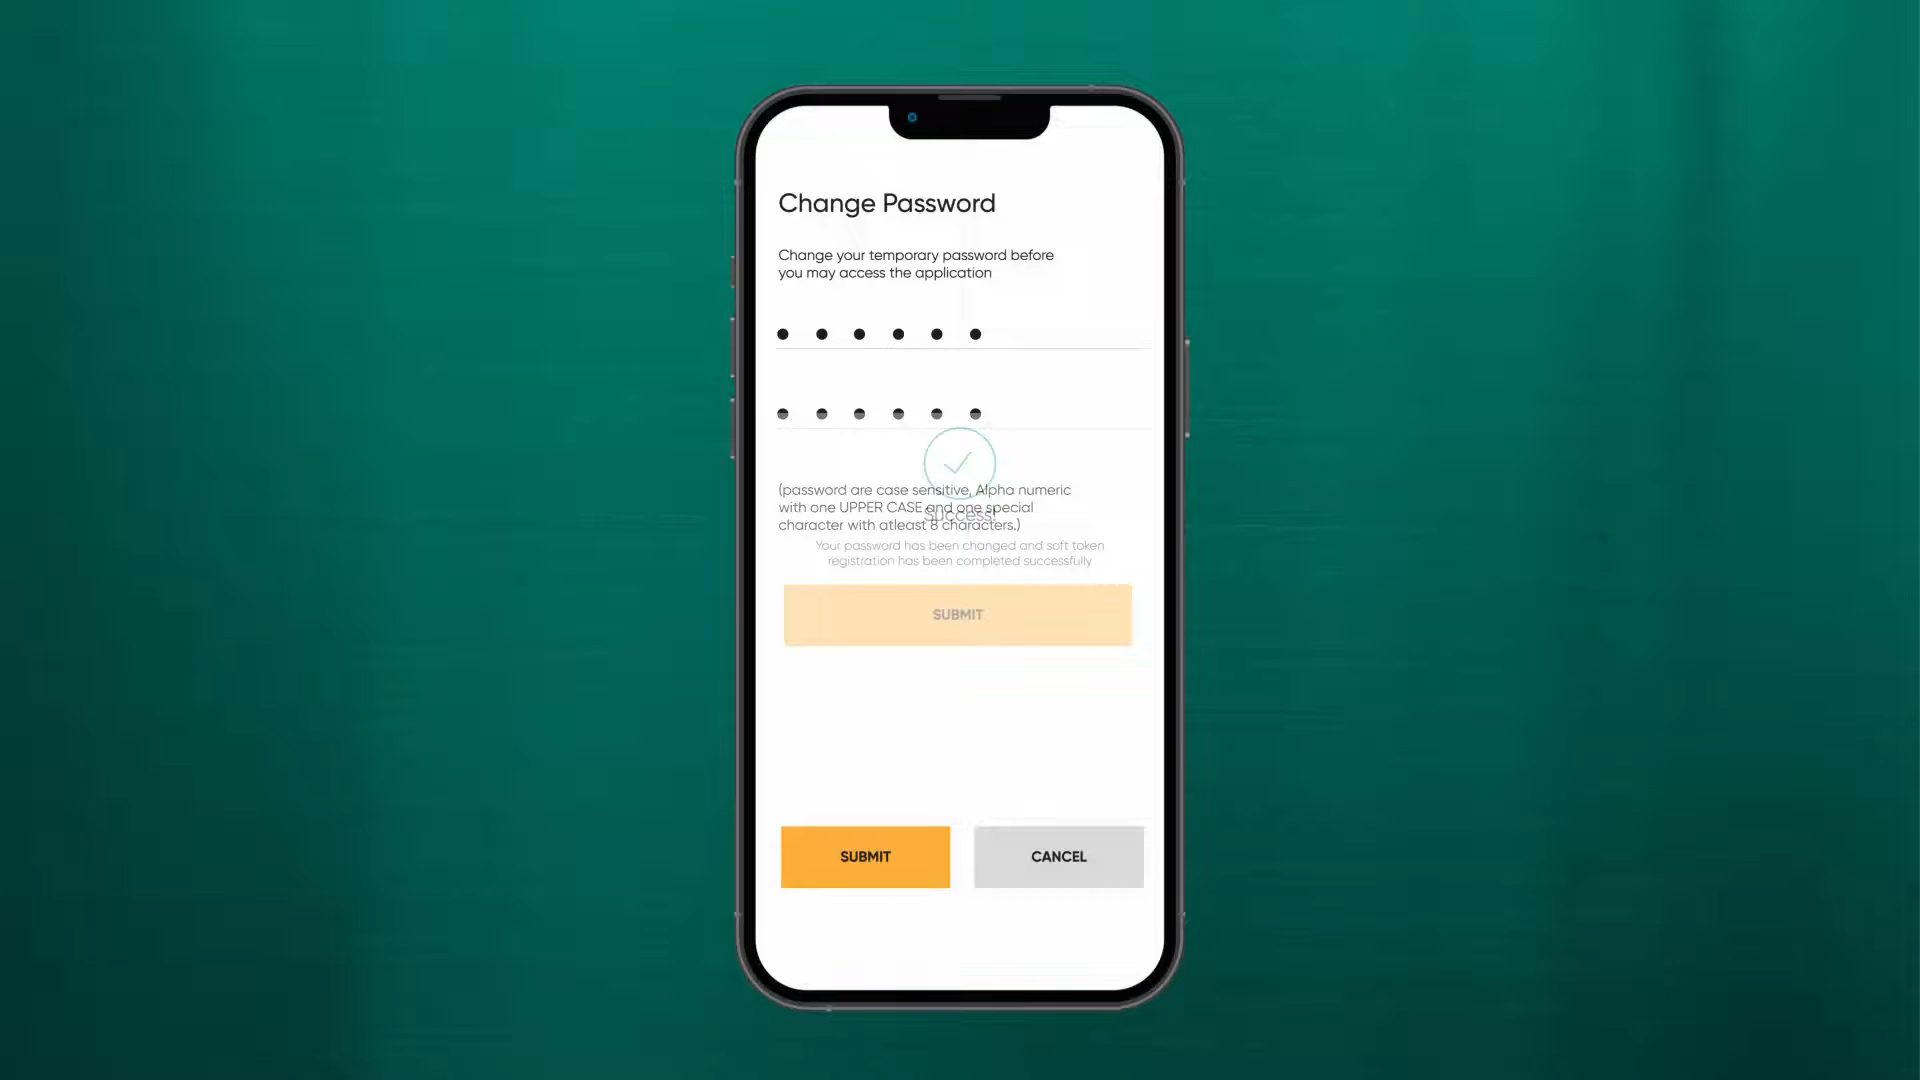 Change Password
Change your temporary password before
you may access the application
(password are case sensitive, Alpha numeric
with one UPPER CASE and one special
character with atleast 8 characters.)
Success!
Your password has been changed and soft token
registration has been completed successfully
SUBMIT
SUBMIT
CANCEL